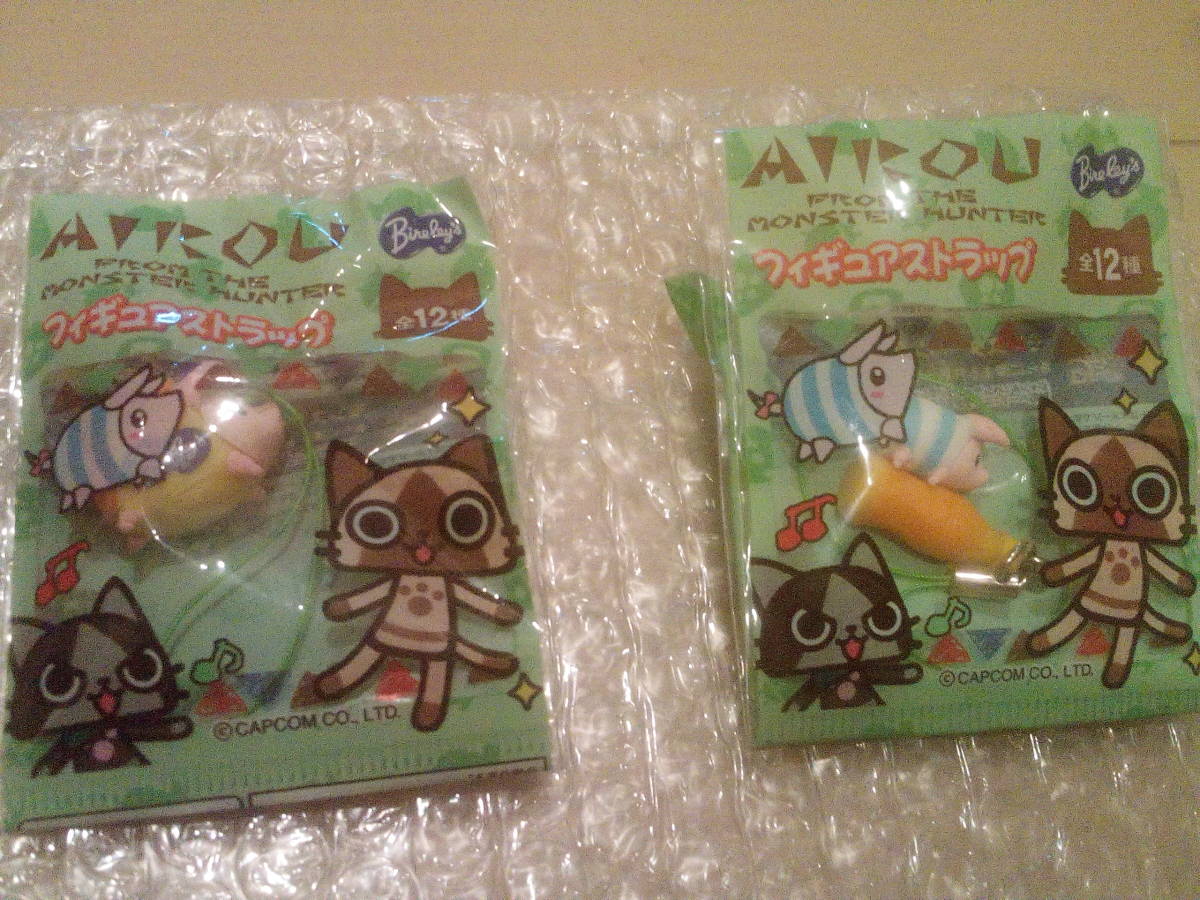 AIROU
FROM THE
MONSTER HUNTER
Bireley's
フィギュアストラップ
全12種
©CAPCOM CO., LTD.
AIROU
FROM THE
MONSTER HUNTER
Bireley's
フィギュアストラップ
全12種
©CAPCOM CO., LTD.